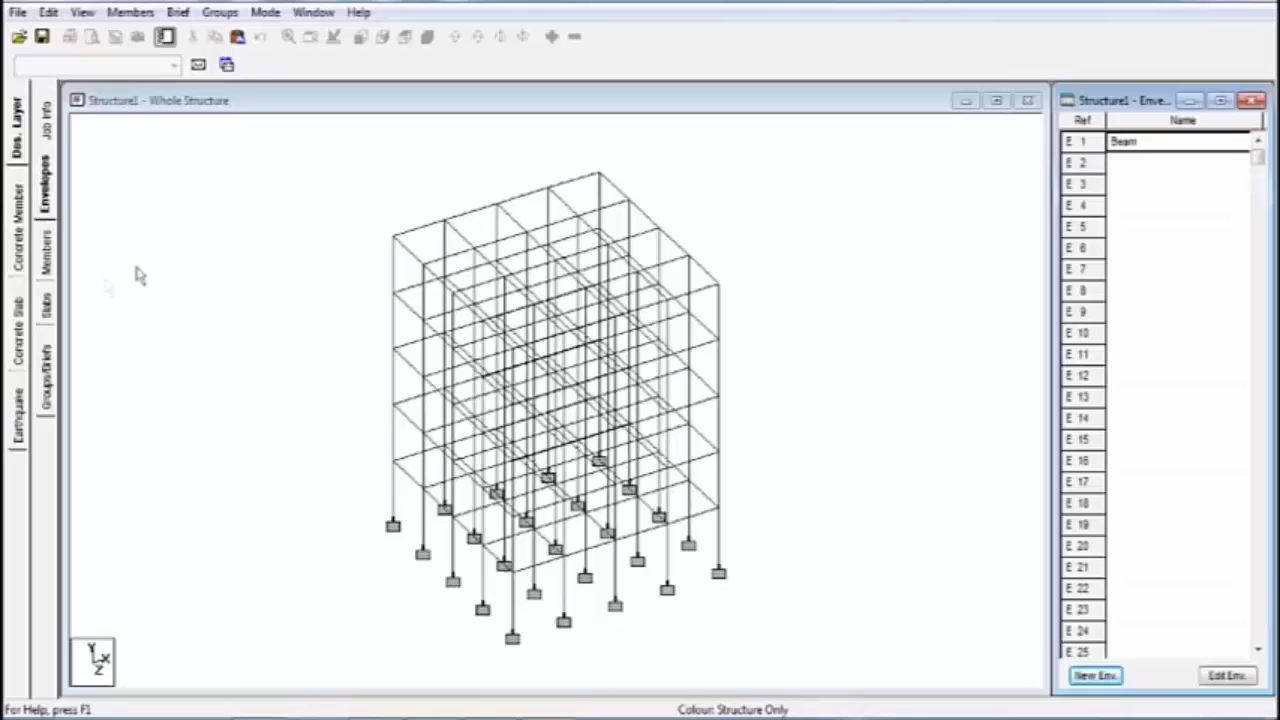 File Edit View Members Brief Groups Mode Window Help
Des. Layer
Concrete Member
Concrete Slab
Earthquake
Job Info
Envelopes
Members
Slabs
Groups/Briefs
Structure1 - Whole Structure
Y
X
Z
Structure1 - Enve...
Ref Name
E 1 Beam
E 2
E 3
E 4
E 5
E 6
E 7
E 8
E 9
E 10
E 11
E 12
E 13
E 14
E 15
E 16
E 17
E 18
E 19
E 20
E 21
E 22
E 23
E 24
E 25
New Env. Edit Env.
For Help, press F1 Colour: Structure Only